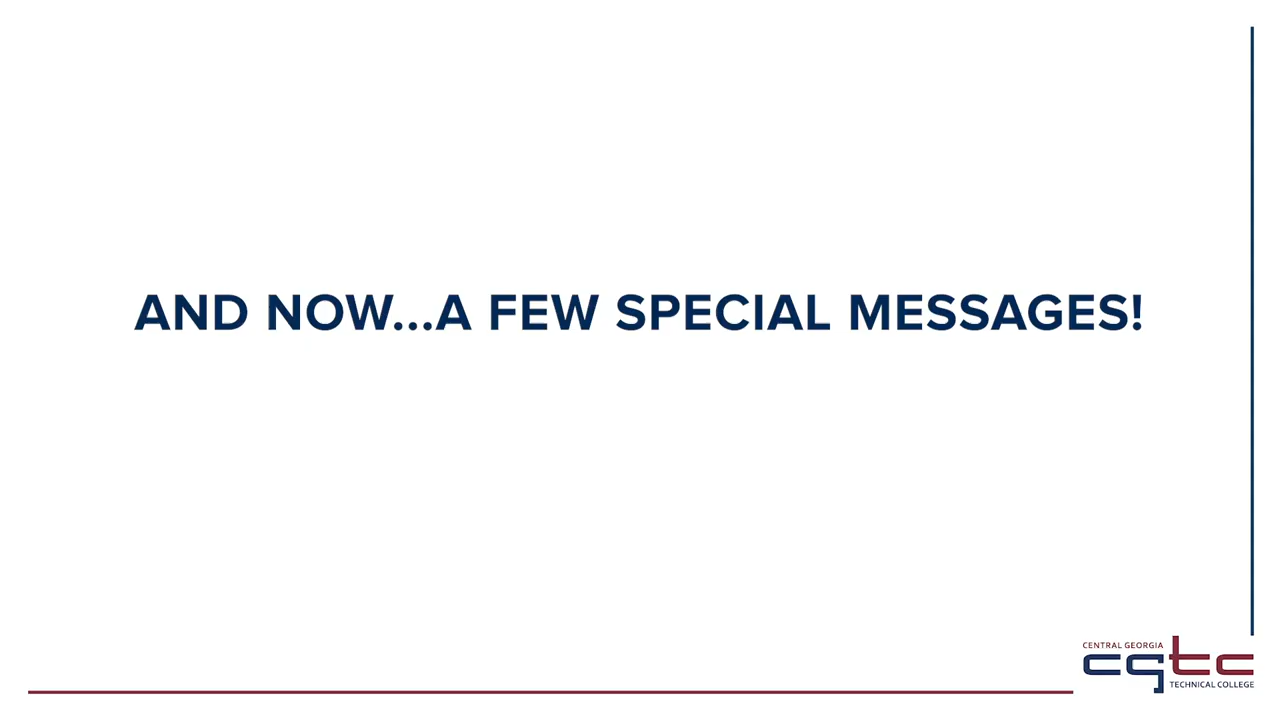 AND NOW...A FEW SPECIAL MESSAGES!
CENTRAL GEORGIA
cgtc
TECHNICAL COLLEGE